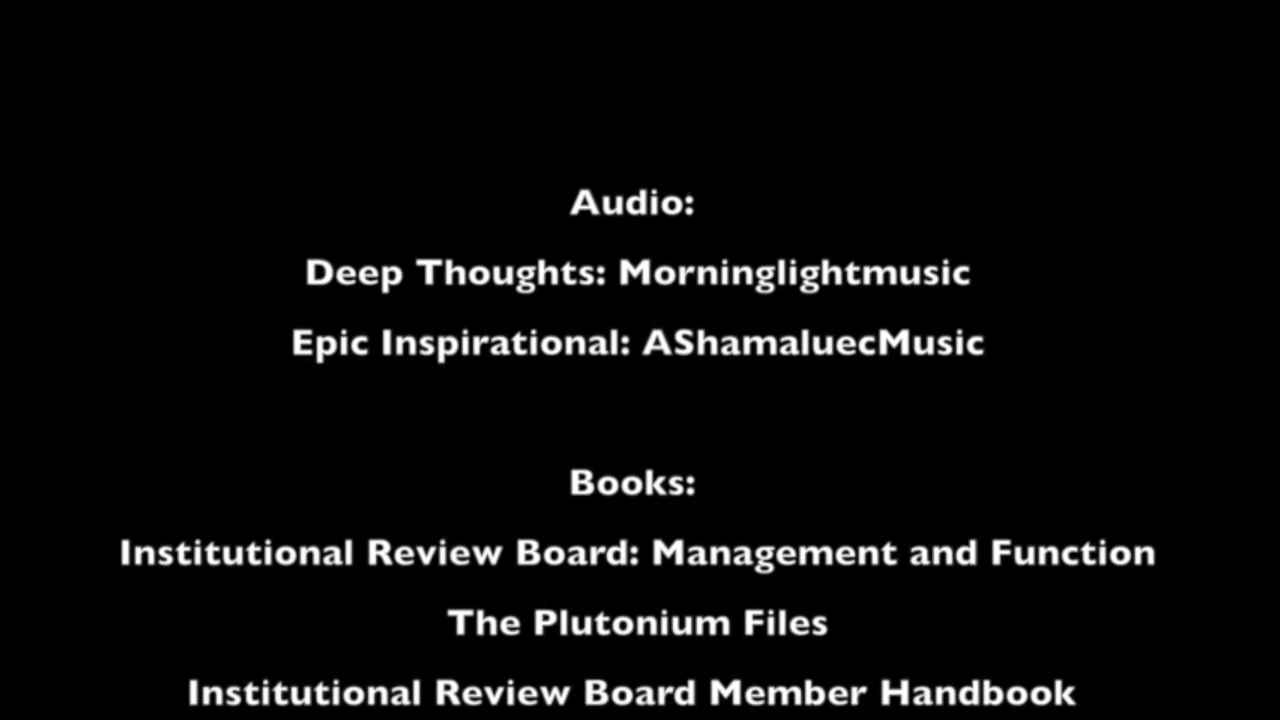 Audio:
Deep Thoughts: Morninglightmusic
Epic Inspirational: AShamaluecMusic
Books:
Institutional Review Board: Management and Function
The Plutonium Files
Institutional Review Board Member Handbook